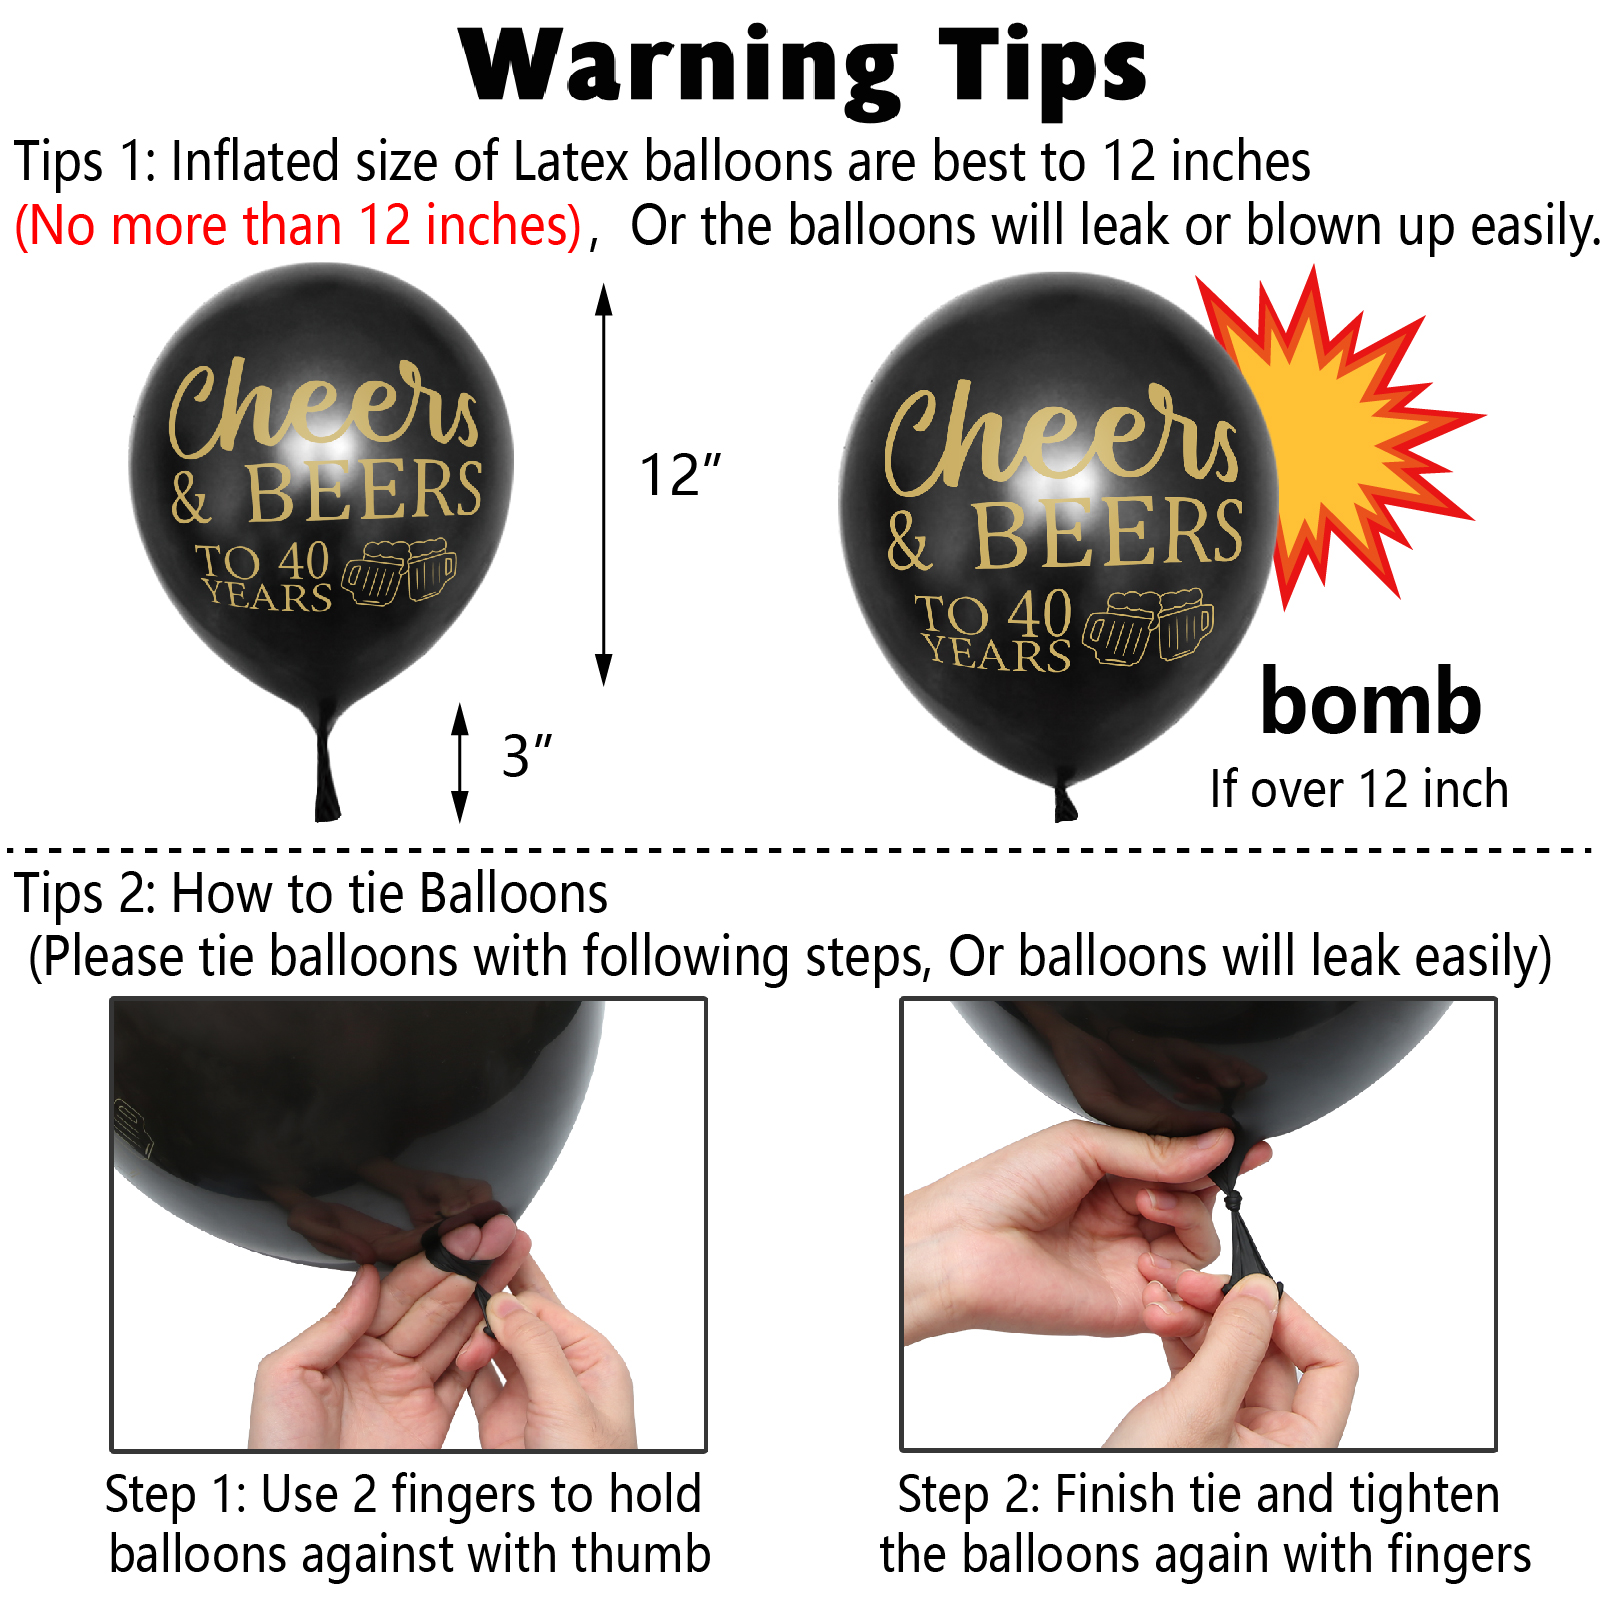 Warning Tips
Tips 1: Inflated size of Latex balloons are best to 12 inches
(No more than 12 inches), Or the balloons will leak or blown up easily.
Cheers
& BEERS
TO 40
YEARS
12”
3”
Cheers
& BEERS
TO 40
YEARS
bomb
If over 12 inch
Tips 2: How to tie Balloons
(Please tie balloons with following steps, Or balloons will leak easily)
Step 1: Use 2 fingers to hold
balloons against with thumb
Step 2: Finish tie and tighten
the balloons again with fingers